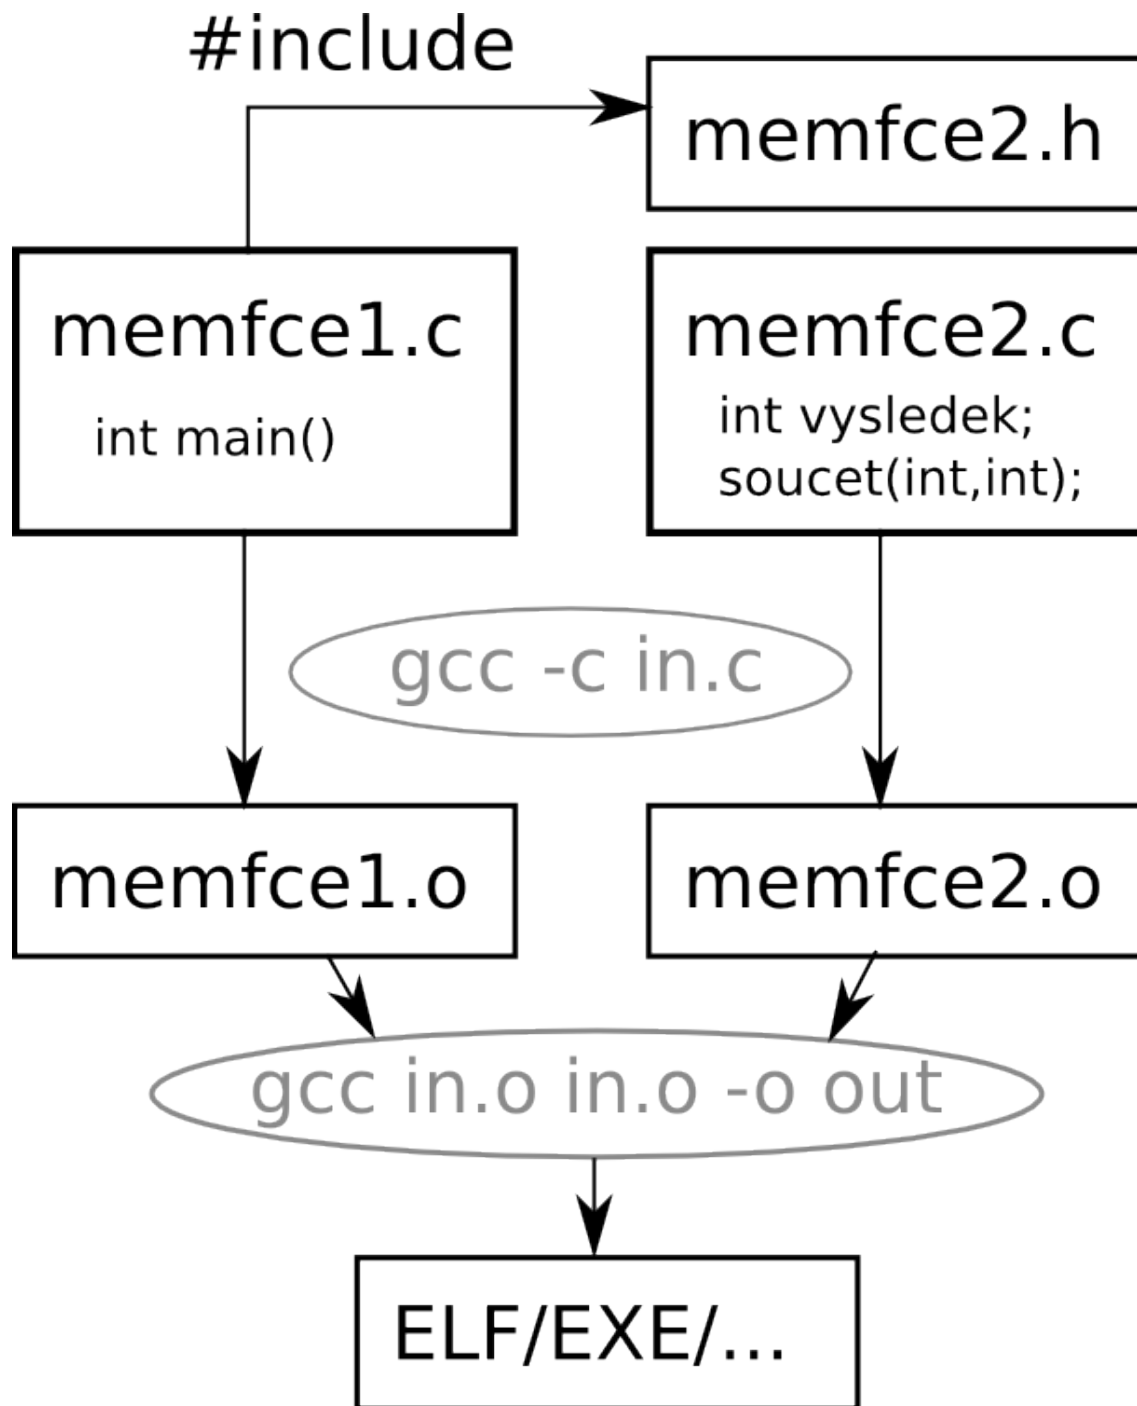 #include
memfce2.h
memfce1.c
int main()
memfce2.c
int vysledek;
soucet(int,int);
gcc -c in.c
memfce1.o
memfce2.o
gcc in.o in.o -o out
ELF/EXE/...